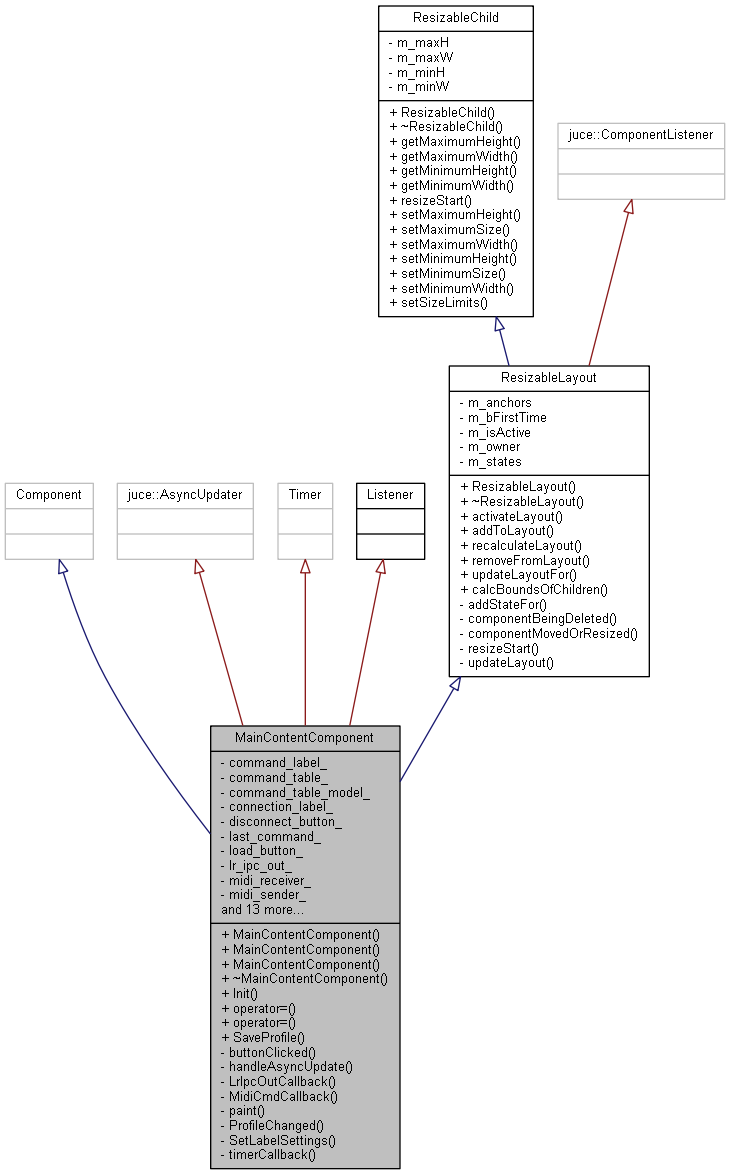 ResizableChild
- m_maxH
- m_maxW
- m_minH
- m_minW
+ ResizableChild()
+ ~ResizableChild()
+ getMaximumHeight()
+ getMaximumWidth()
+ getMinimumHeight()
+ getMinimumWidth()
+ resizeStart()
+ setMaximumHeight()
+ setMaximumSize()
+ setMaximumWidth()
+ setMinimumHeight()
+ setMinimumSize()
+ setMinimumWidth()
+ setSizeLimits()
juce::ComponentListener
ResizableLayout
- m_anchors
- m_bFirstTime
- m_isActive
- m_owner
- m_states
+ ResizableLayout()
+ ~ResizableLayout()
+ activateLayout()
+ addToLayout()
+ recalculateLayout()
+ removeFromLayout()
+ updateLayoutFor()
+ calcBoundsOfChildren()
- addStateFor()
- componentBeingDeleted()
- componentMovedOrResized()
- resizeStart()
- updateLayout()
Component
juce::AsyncUpdater
Timer
Listener
MainContentComponent
- command_label_
- command_table_
- command_table_model_
- connection_label_
- disconnect_button_
- last_command_
- load_button_
- lr_ipc_out_
- midi_receiver_
- midi_sender_
and 13 more...
+ MainContentComponent()
+ MainContentComponent()
+ MainContentComponent()
+ ~MainContentComponent()
+ Init()
+ operator=()
+ operator=()
+ SaveProfile()
- buttonClicked()
- handleAsyncUpdate()
- LrIpcOutCallback()
- MidiCmdCallback()
- paint()
- ProfileChanged()
- SetLabelSettings()
- timerCallback()